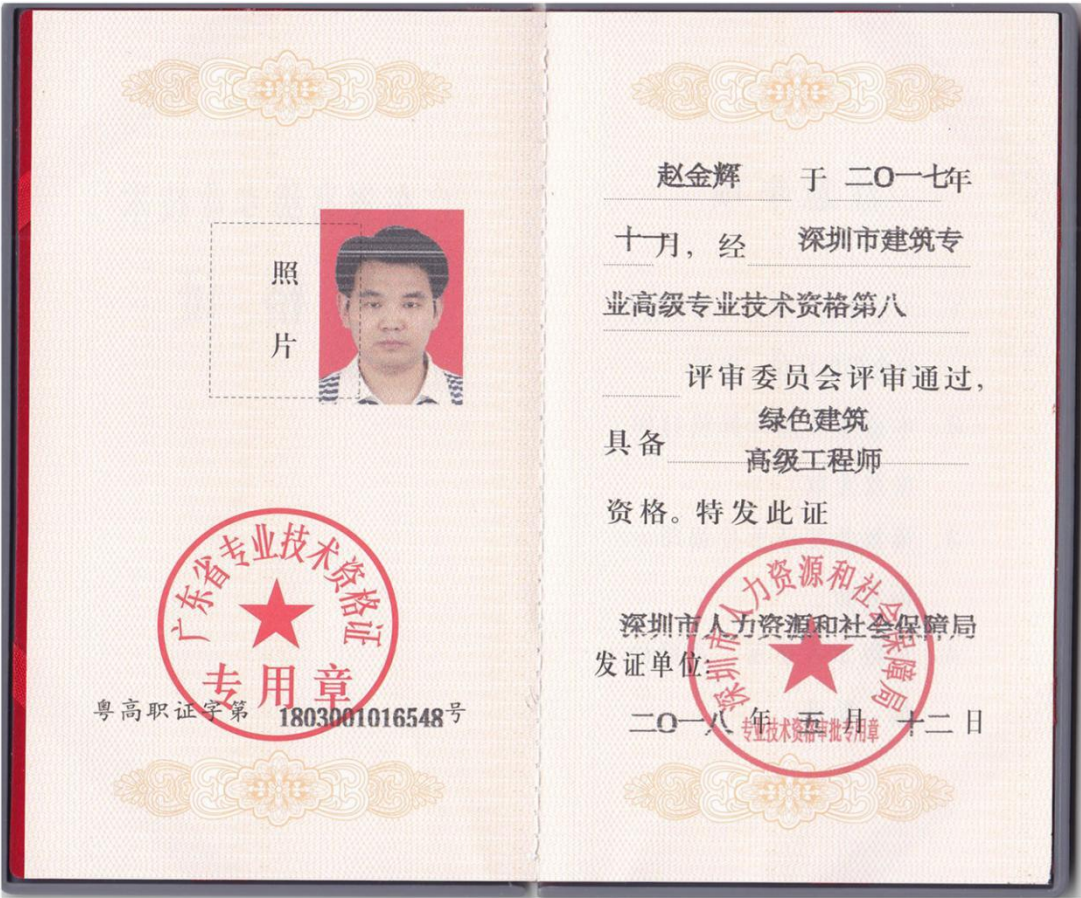 照
片
广东省专业技术资格证
专用章
粤高职证字第 1803001016548号
赵金辉 于 二〇一七年
十一月，经 深圳市建筑专
业高级专业技术资格第八
评审委员会评审通过，
绿色建筑
具备
高级工程师
资格。特发此证
深圳市人力资源和社会保障局
深圳市人力资源和社会保障局
发证单位：
二〇一八 年 五 月 十二 日
专业技术资格审批专用章